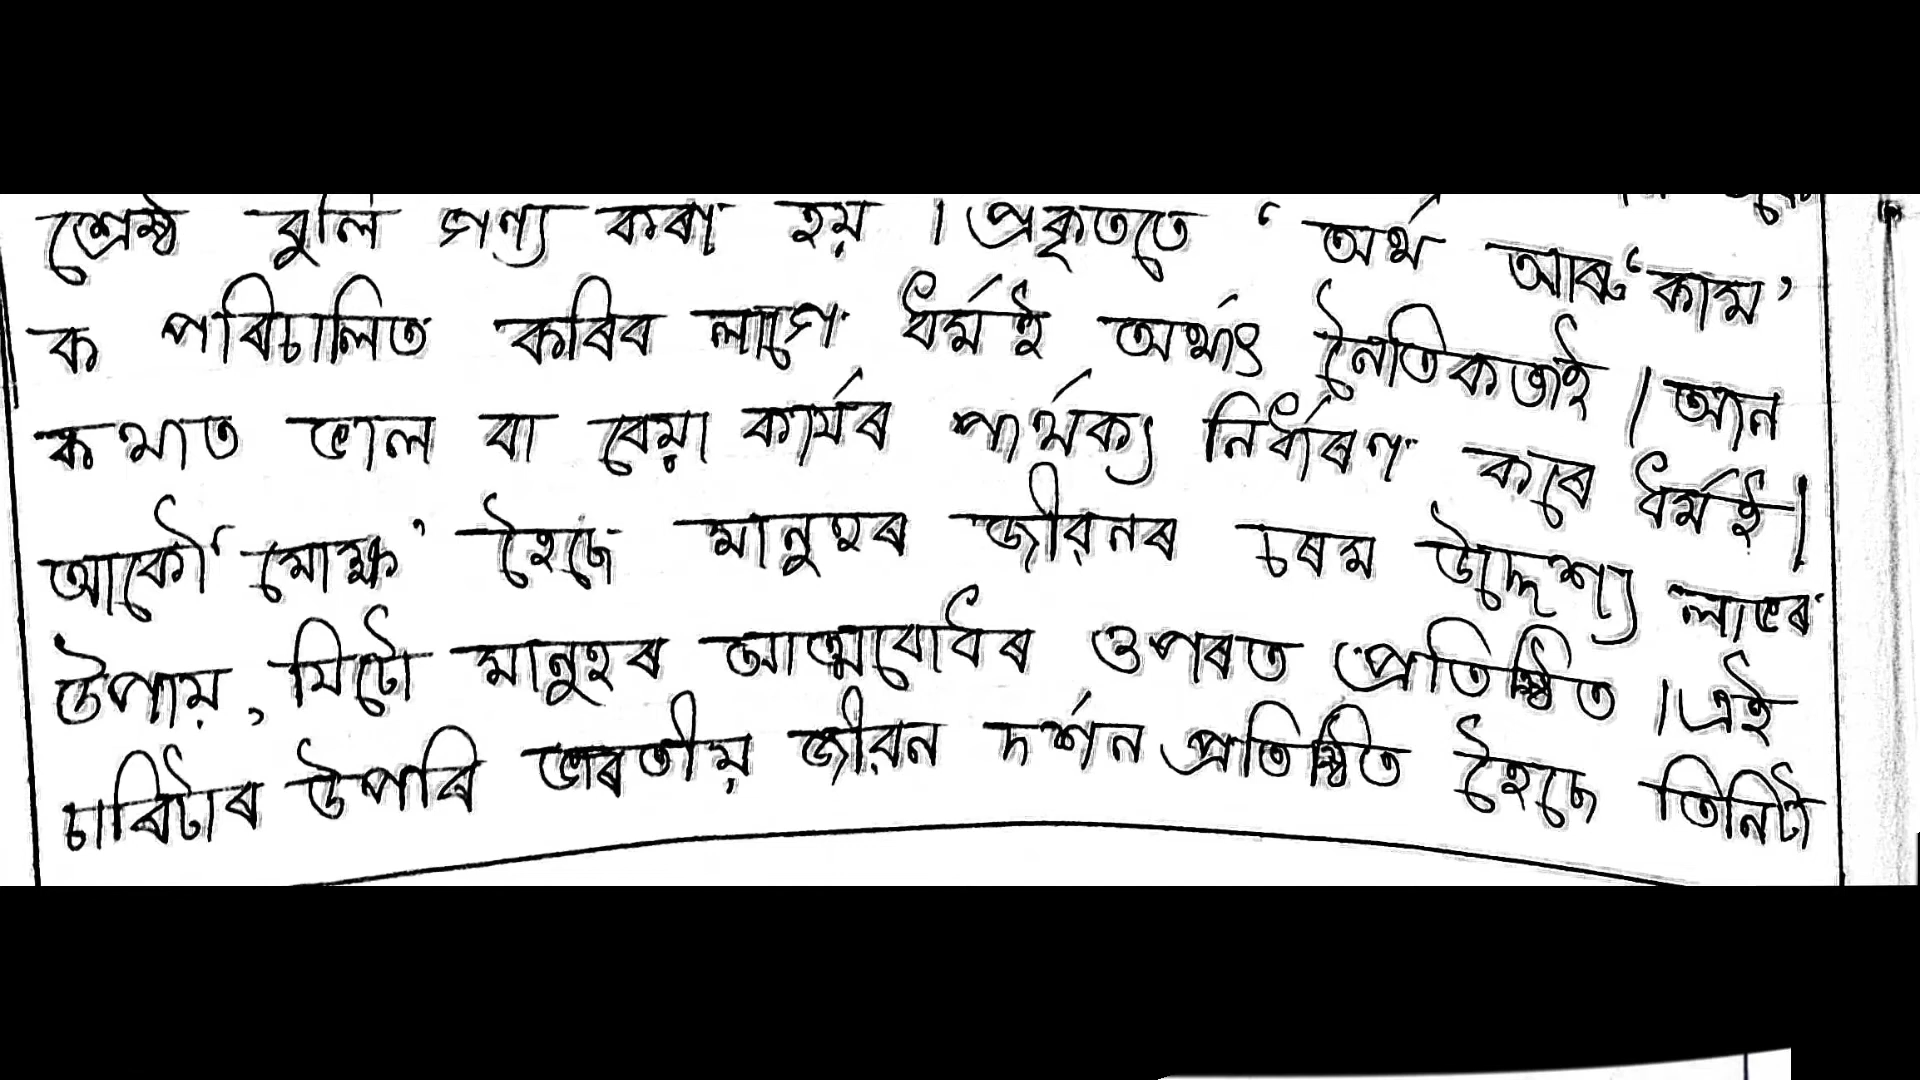 শ্ৰেষ্ঠ বুলি গণ্য কৰা হয় । প্ৰকৃততে ‘ অৰ্থ আৰু ‘ কাম ’
ক পৰিচালিত কৰিব লাগে ধৰ্মই অৰ্থাৎ নৈতিকতাই । আন
কথাত ভাল বা বেয়া কাৰ্যৰ পাৰ্থক্য নিৰ্ধাৰণ কৰে ধৰ্মই ।
আকৌ ‘ মোক্ষ ’ হৈছে মানুহৰ জীৱনৰ চৰম উদ্দেশ্য লাভৰ
উপায় , যিটো মানুহৰ আত্মবোধৰ ওপৰত প্ৰতিষ্ঠিত । এই
চাৰিটাৰ উপৰি ভাৰতীয় জীৱন দৰ্শন প্ৰতিষ্ঠিত হৈছে তিনিটা